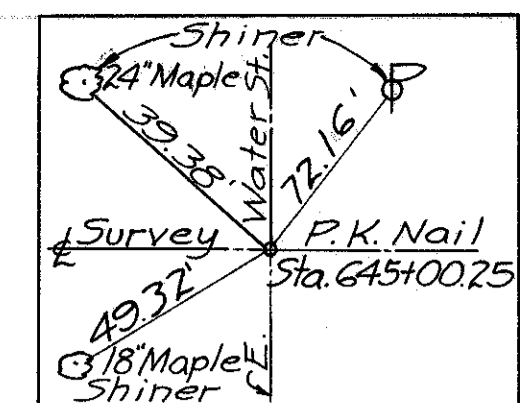 Shiner
24" Maple
39.38'
Water St.
72.16'
℄ Survey
P.K. Nail
Sta. 645+00.25
49.32'
18" Maple
Shiner
E.